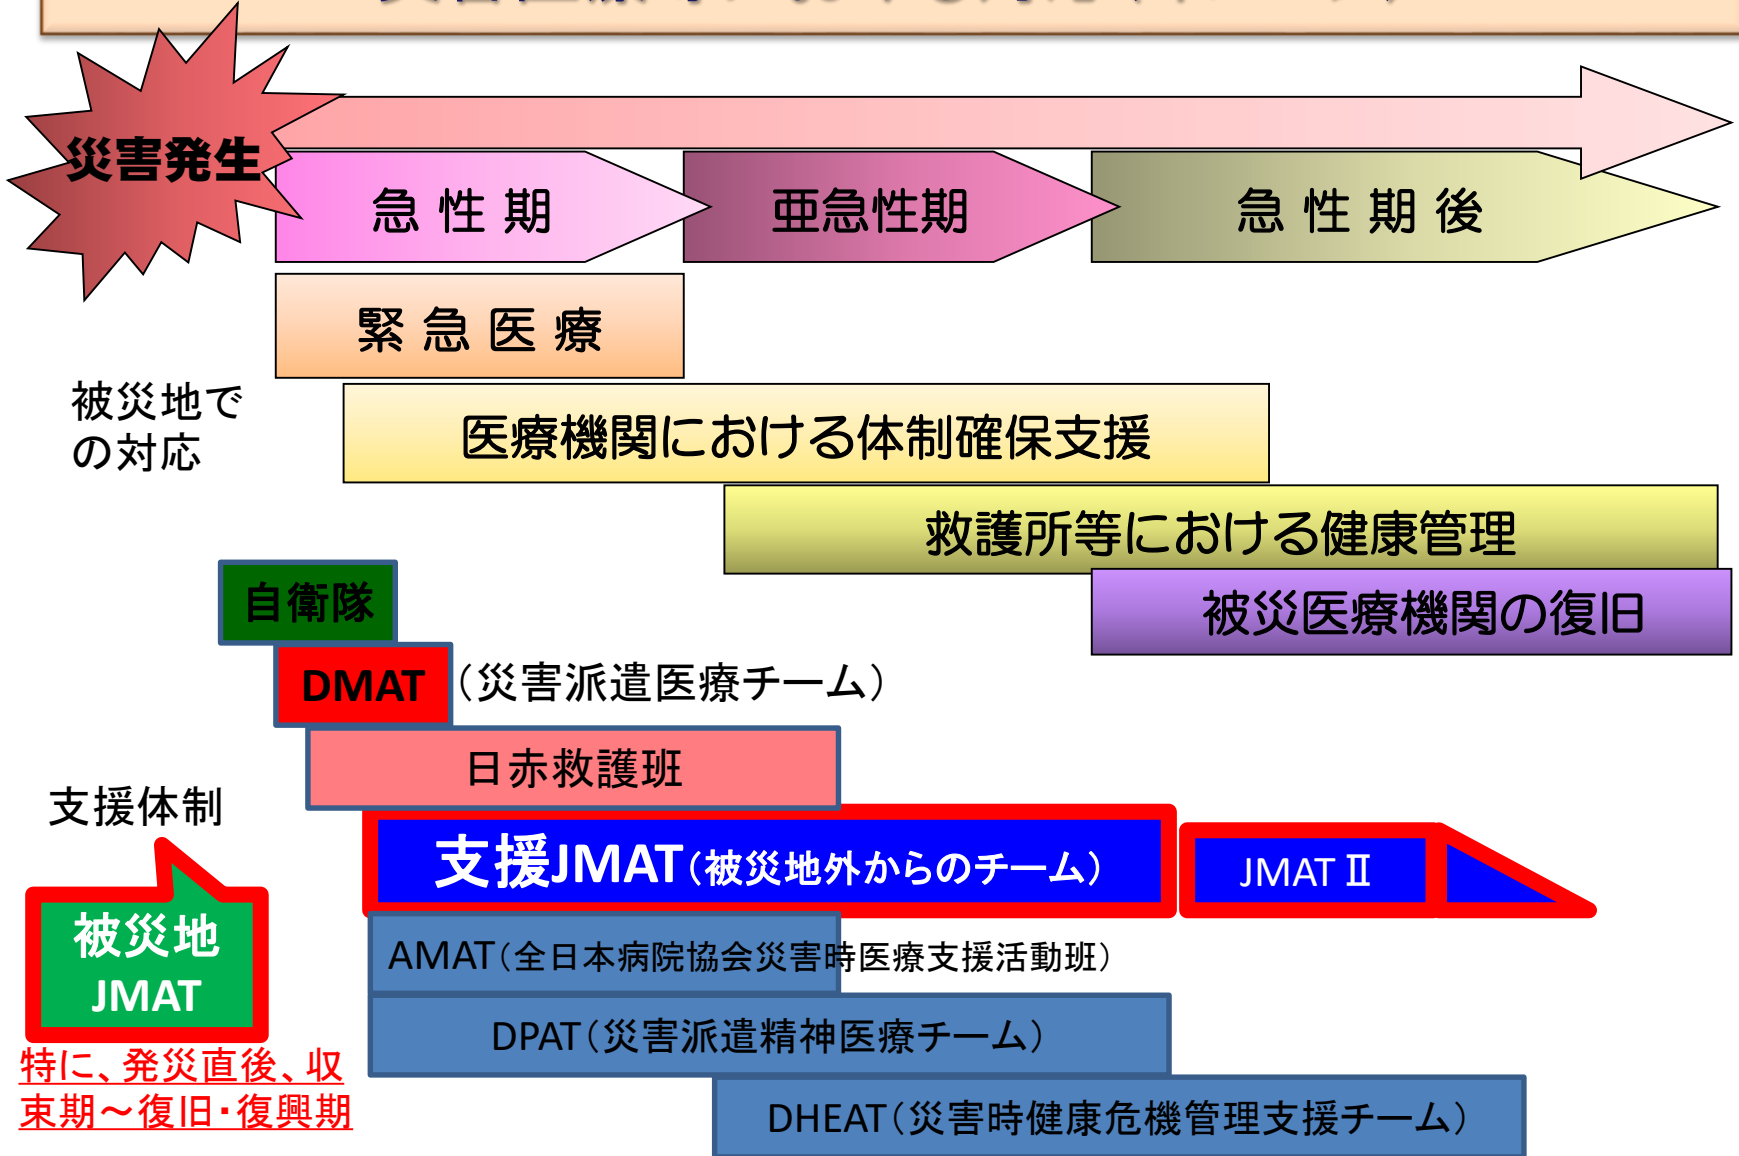 災害発生
急性期
亜急性期
急性期後
緊急医療
被災地で
の対応
医療機関における体制確保支援
救護所等における健康管理
被災医療機関の復旧
自衛隊
DMAT（災害派遣医療チーム）
日赤救護班
支援体制
支援JMAT（被災地外からのチーム）
JMATⅡ
被災地
JMAT
AMAT（全日本病院協会災害時医療支援活動班）
DPAT（災害派遣精神医療チーム）
特に、発災直後、収
束期～復旧・復興期
DHEAT（災害時健康危機管理支援チーム）